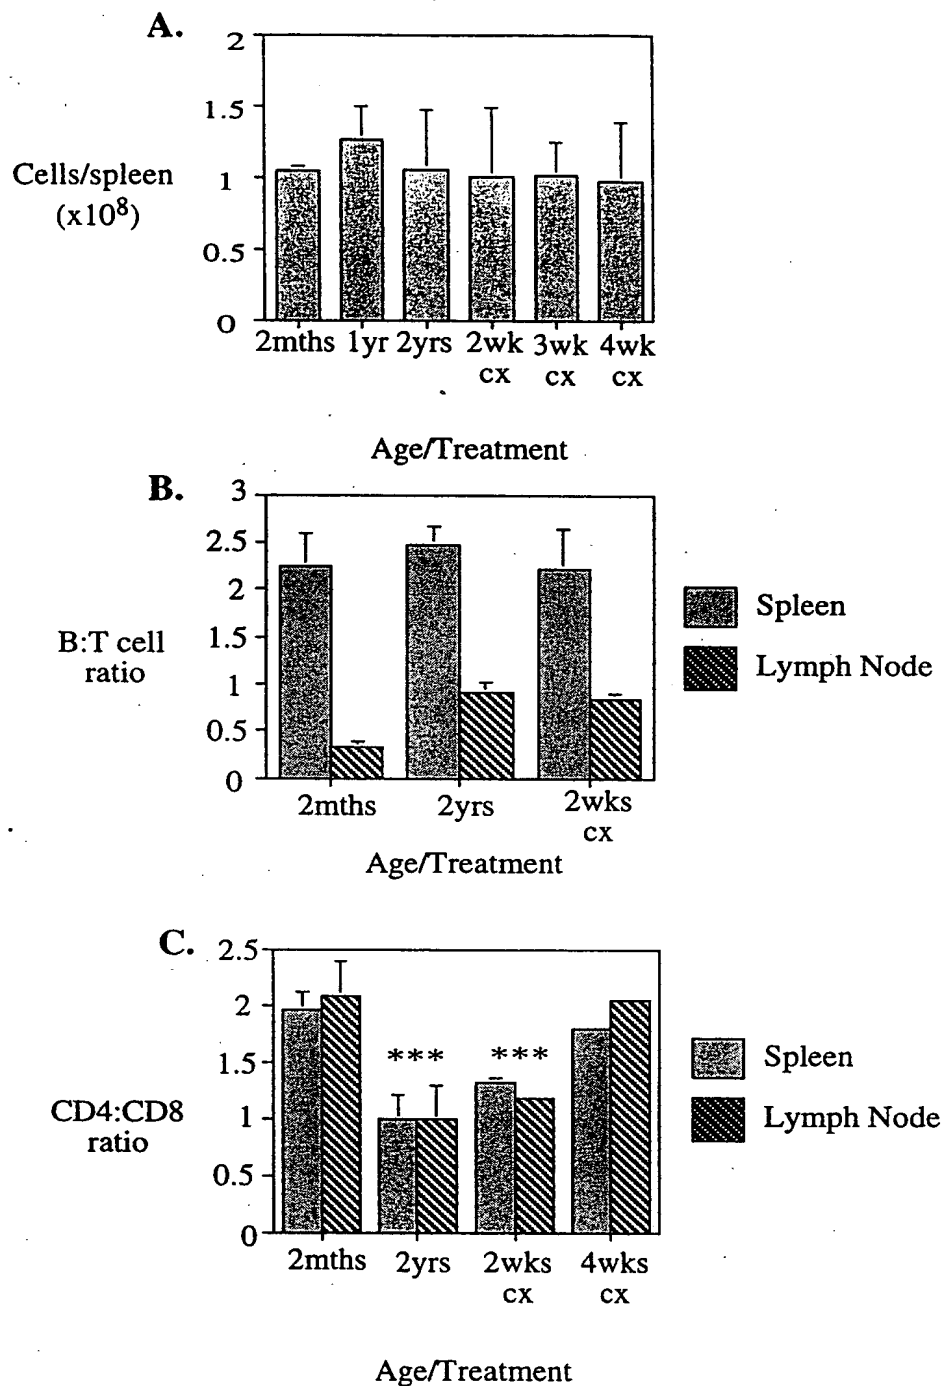 A.
2
1.5
1
0.5
0
Cells/spleen
(x10⁸)
2mths 1yr 2yrs 2wk 3wk 4wk
cx cx cx
Age/Treatment
B.
3
2.5
2
1.5
1
0.5
0
B:T cell
ratio
Spleen
Lymph Node
2mths 2yrs 2wks
cx
Age/Treatment
C.
2.5
2
1.5
1
0.5
0
CD4:CD8
ratio
*** ***
Spleen
Lymph Node
2mths 2yrs 2wks 4wks
cx cx
Age/Treatment